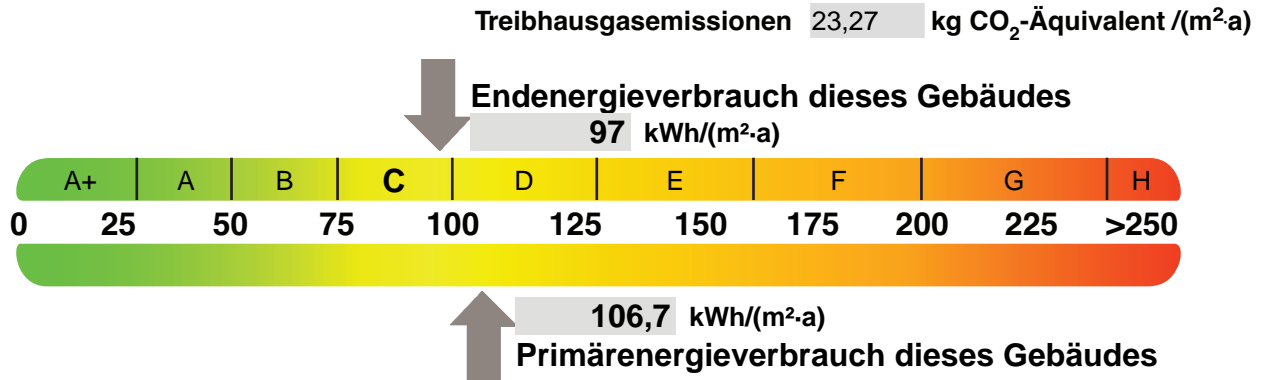 Treibhausgasemissionen 23,27 kg CO₂-Äquivalent /(m²·a)
Endenergieverbrauch dieses Gebäudes
97 kWh/(m²·a)
A+ A B C D E F G H
0 25 50 75 100 125 150 175 200 225 >250
106,7 kWh/(m²·a)
Primärenergieverbrauch dieses Gebäudes